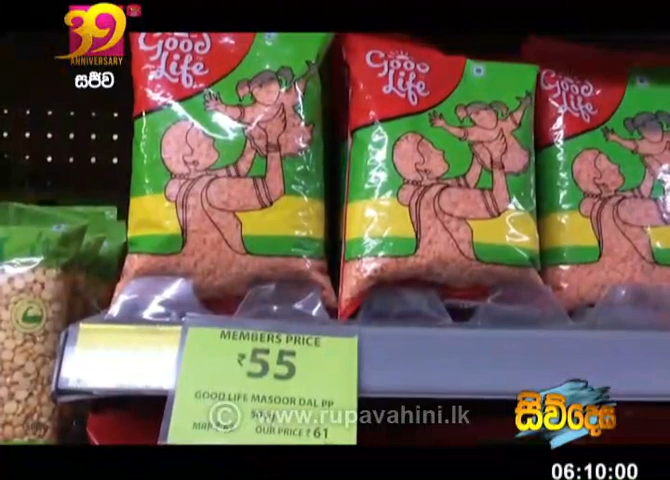 39
ANNIVERSARY
සජීව
Good
Life
Good
Life
Good
Life
MEMBERS PRICE
₹55
GOOD LIFE MASOOR DAL PP
OUR PRICE ₹ 61
© www.rupavahini.lk
සිව්දෙස
06:10:00